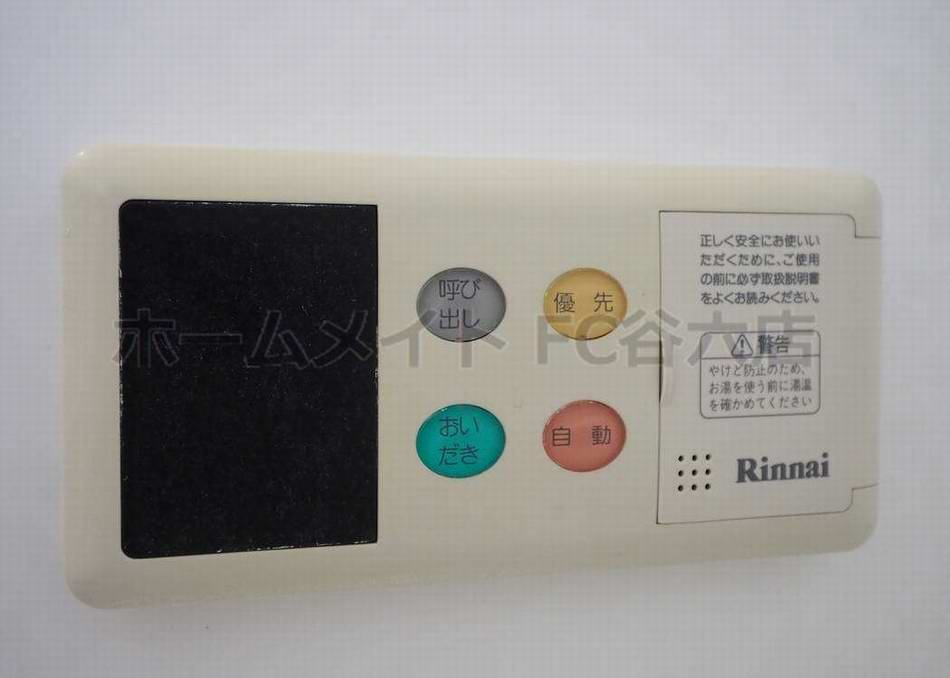 呼び
出し
優先
おい
だき
自動
正しく安全にお使いい
ただくために、ご使用
の前に必ず取扱説明書
をよくお読みください。
警告
やけど防止のため、
お湯を使う前に湯温
を確かめてください
Rinnai
ホームメイト FC谷六店